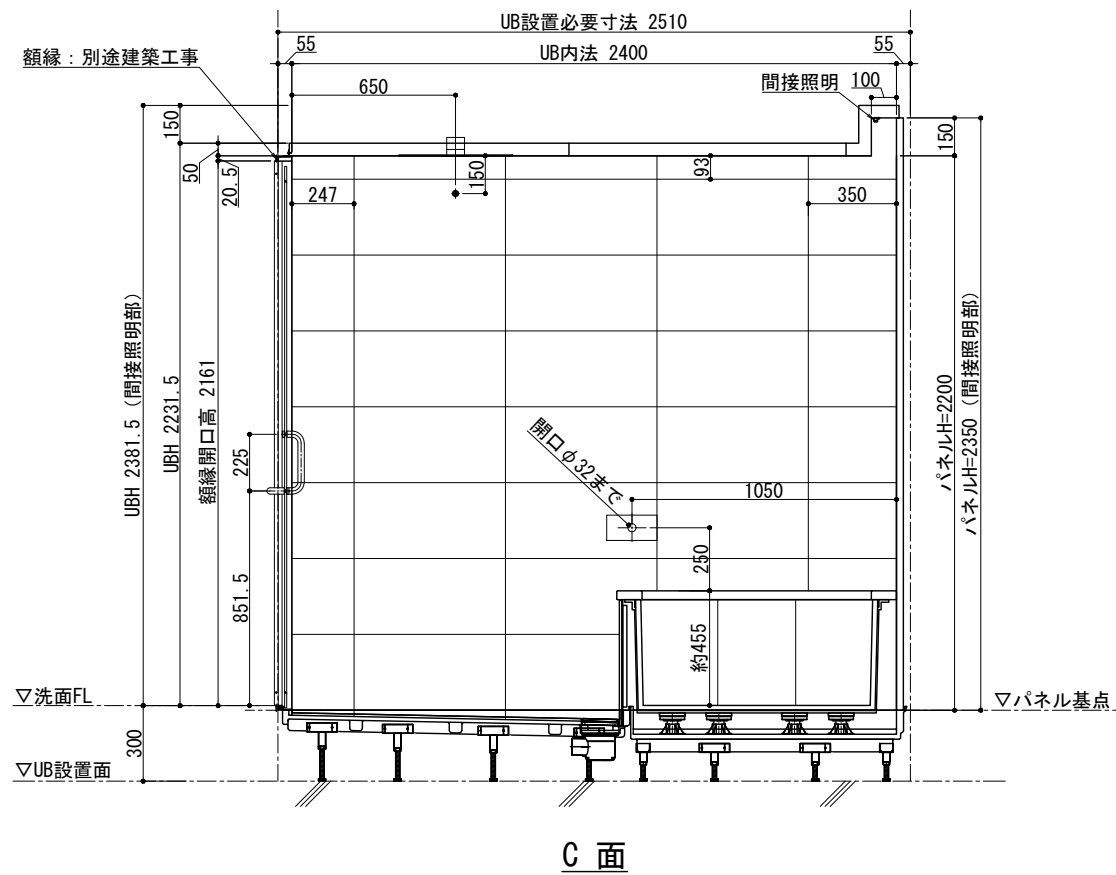 UB設置必要寸法 2510
55
UB内法 2400
55
額縁：別途建築工事
650
間接照明
100
150
50
20.5
150
93
150
247
350
UBH 2381.5 (間接照明部)
UBH 2231.5
額縁開口高 2161
225
851.5
開口φ32まで
1050
250
約455
パネルH=2200
パネルH=2350 (間接照明部)
▽洗面FL
▽パネル基点
300
▽UB設置面
C 面